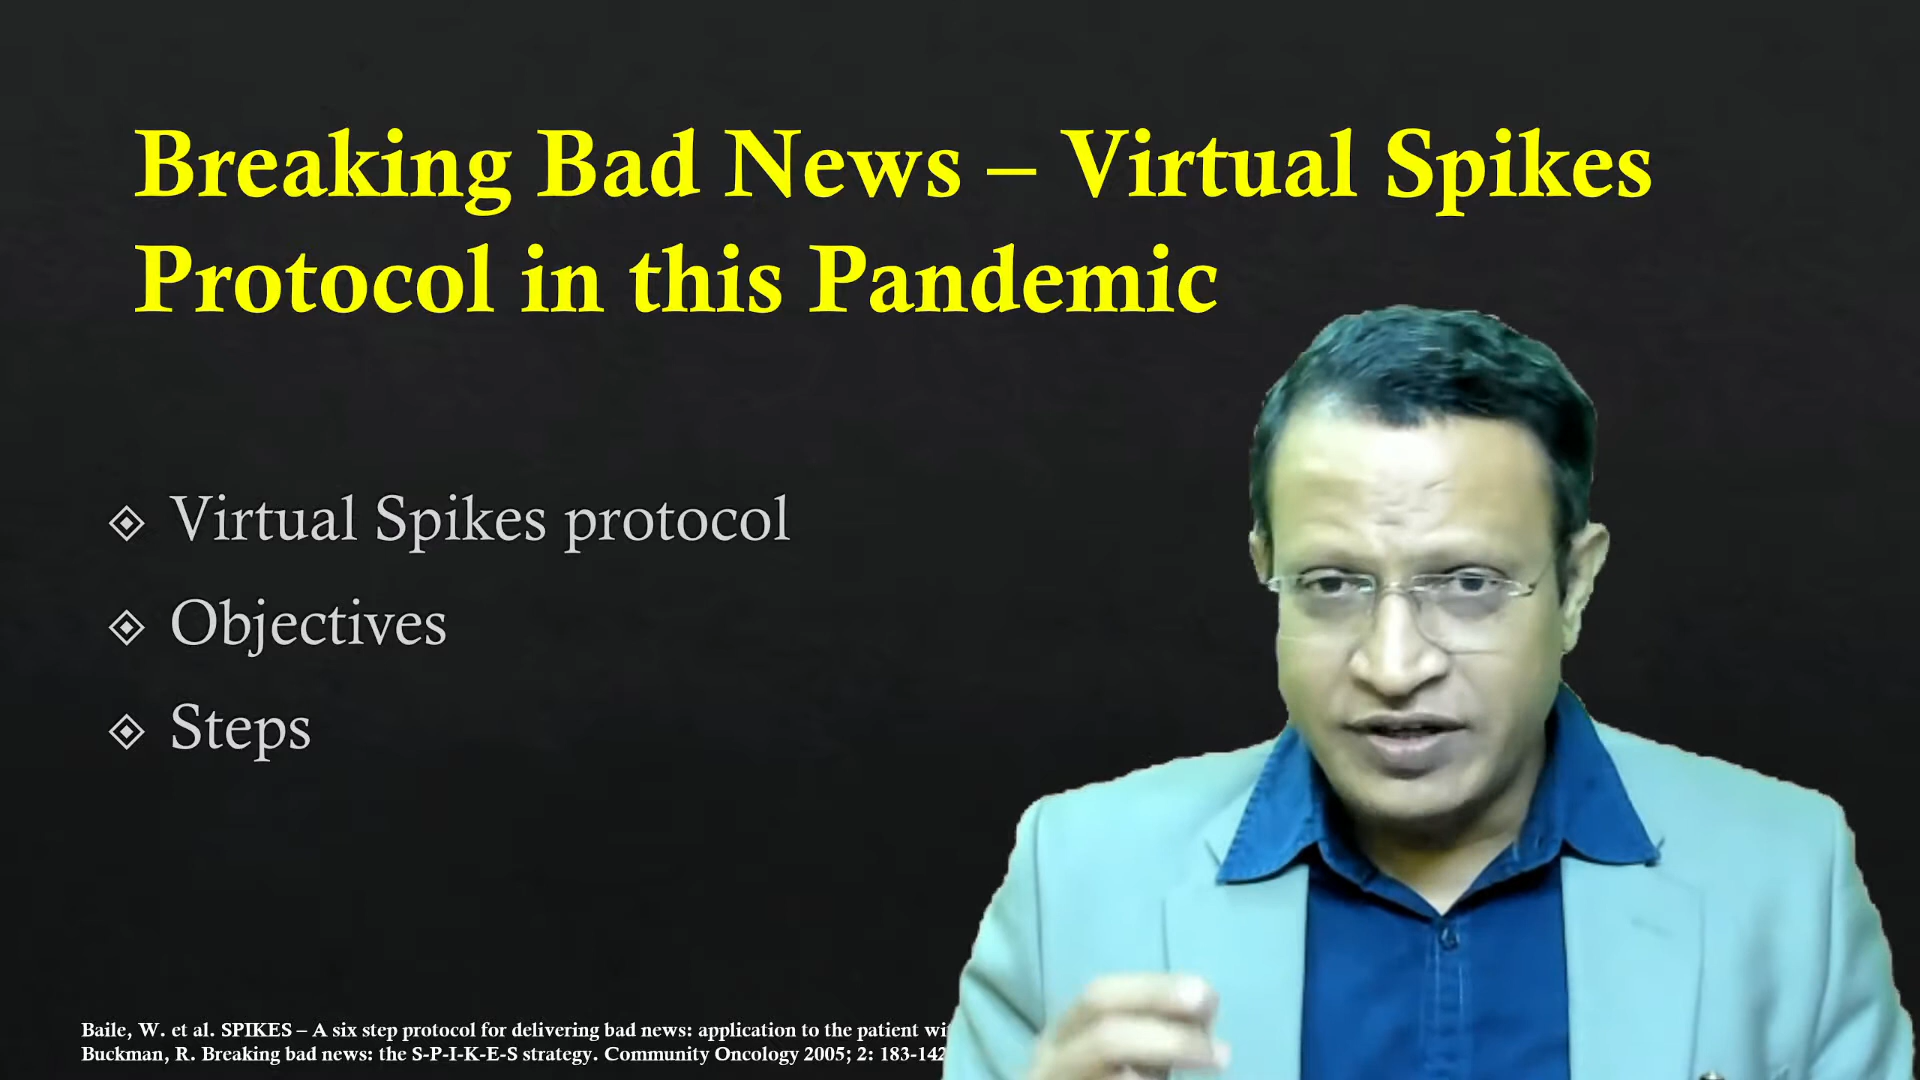 Breaking Bad News – Virtual Spikes
Protocol in this Pandemic
Virtual Spikes protocol
Objectives
Steps
Baile, W. et al. SPIKES – A six step protocol for delivering bad news: application to the patient
Buckman, R. Breaking bad news: the S-P-I-K-E-S strategy. Community Oncology 2005; 2: 183-142